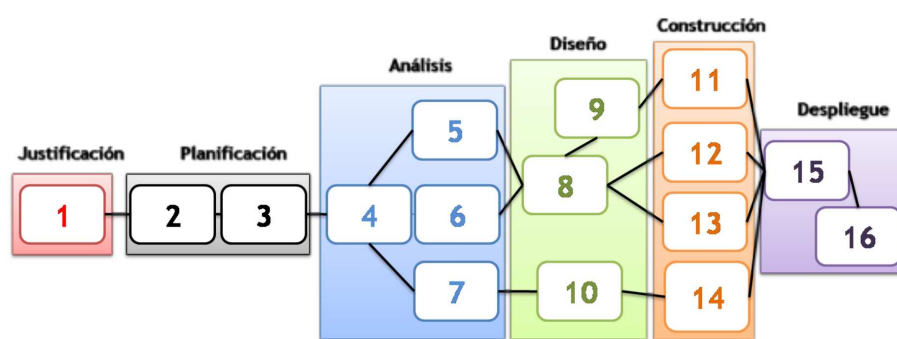 Justificación
1
Planificación
2 3
Análisis
4
5
6
7
Diseño
8
9
10
Construcción
11
12
13
14
Despliegue
15
16